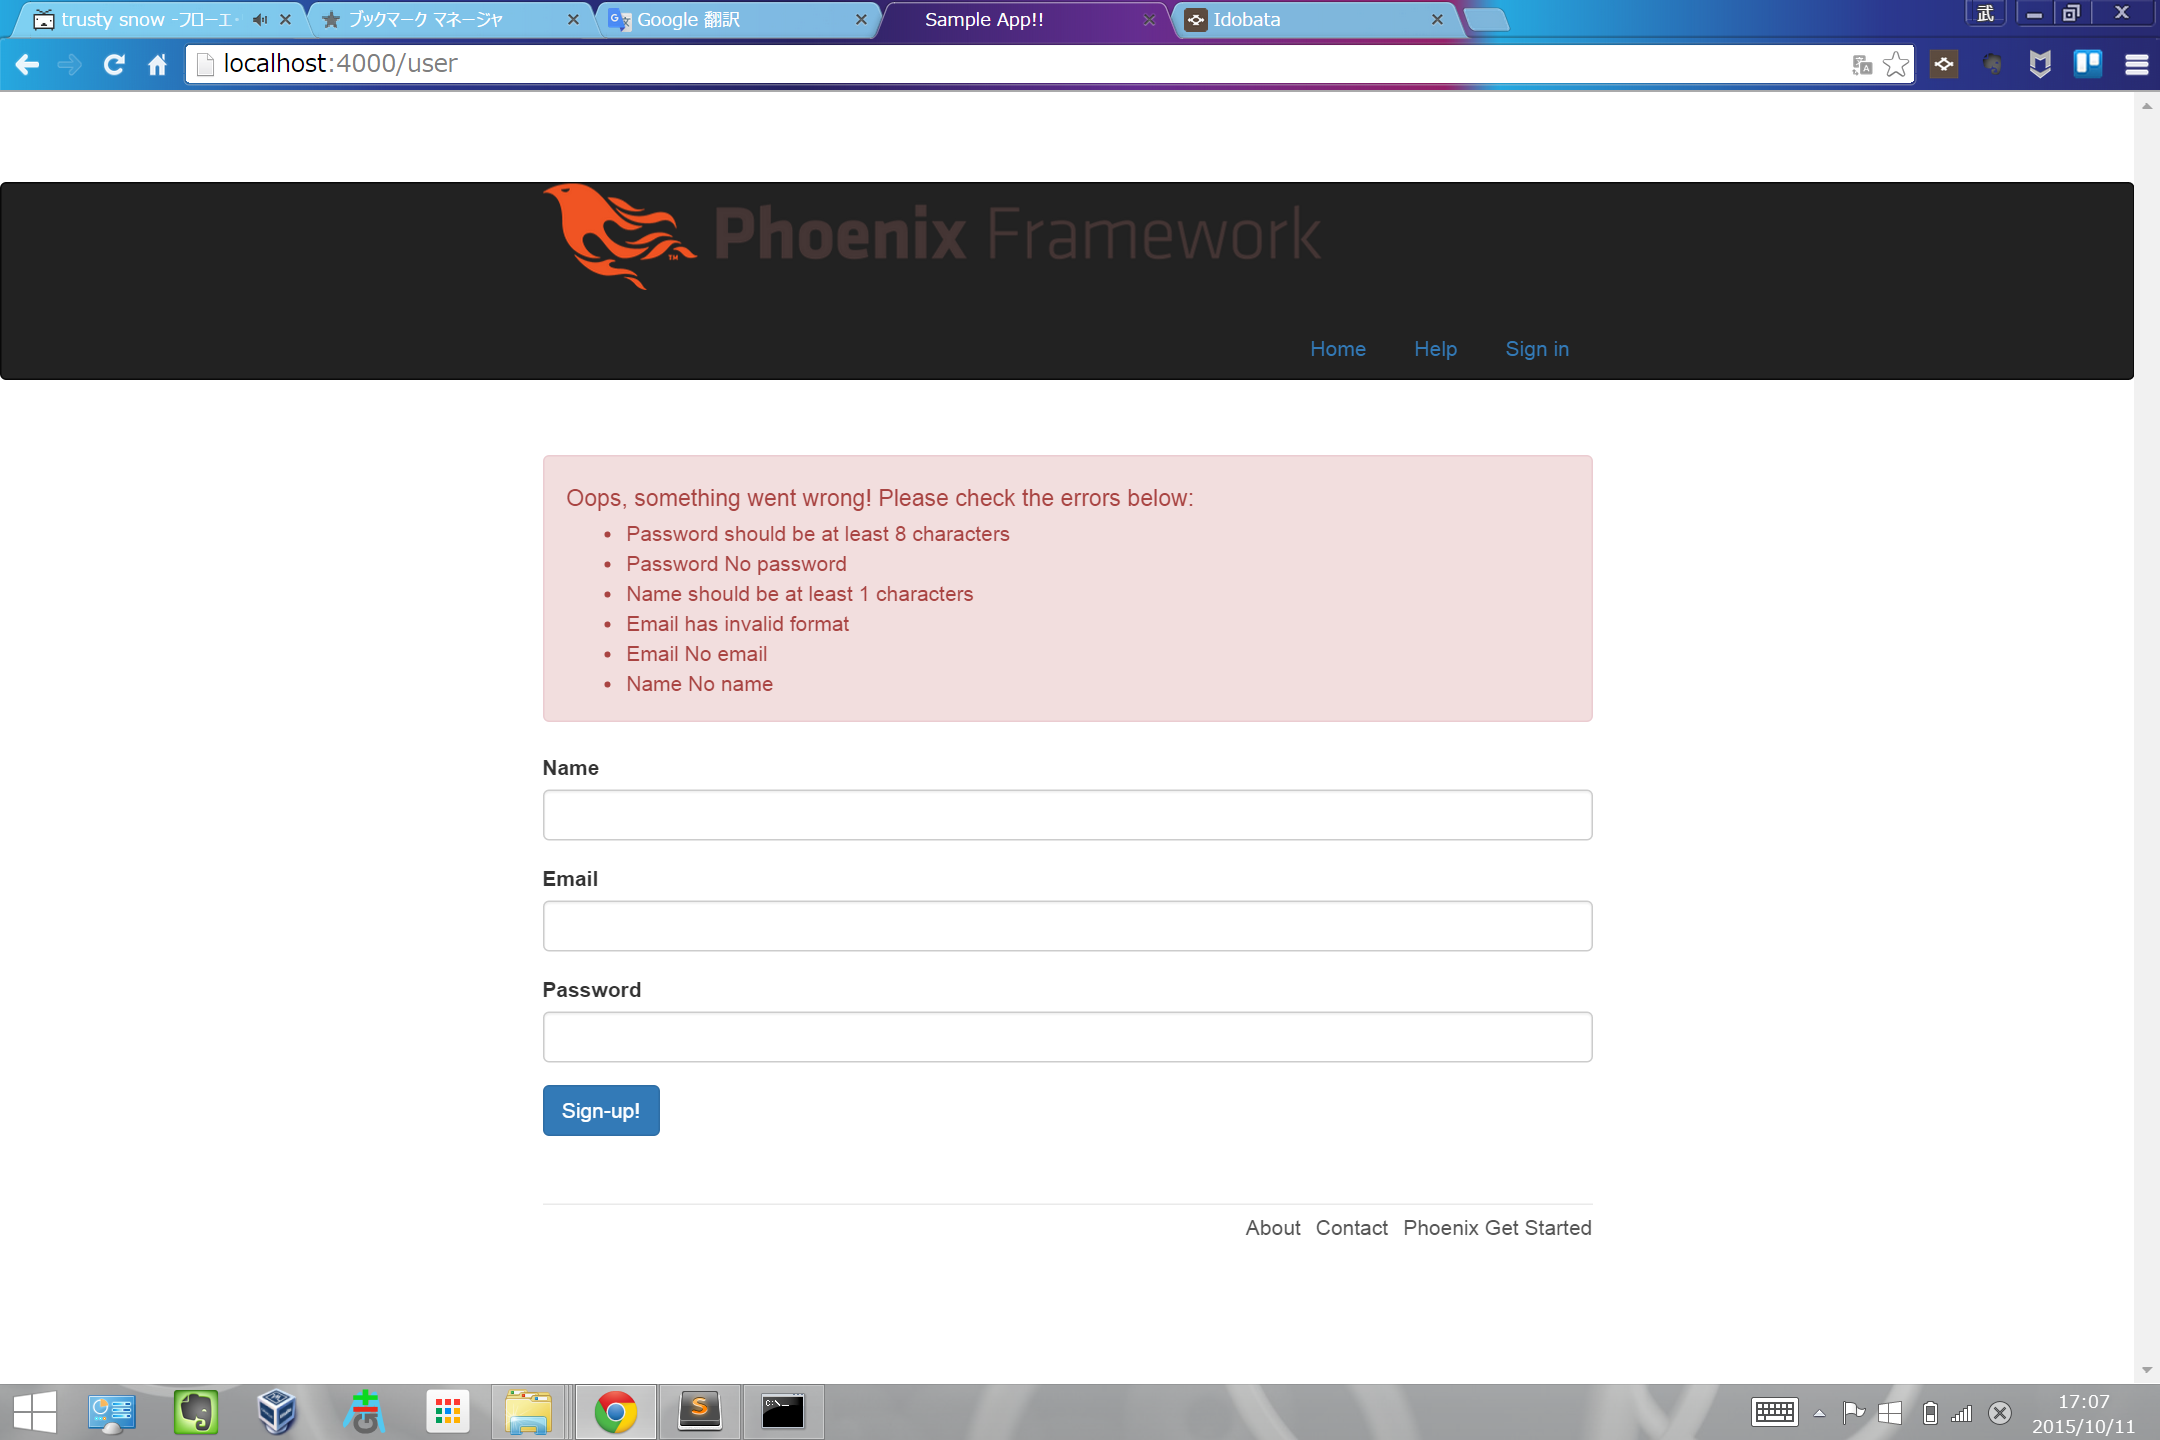 trusty snow -フローエ
ブックマーク マネージャ
Google 翻訳
Sample App!!
Idobata
武
localhost:4000/user
Phoenix Framework
TM
Home Help Sign in
Oops, something went wrong! Please check the errors below:
• Password should be at least 8 characters
• Password No password
• Name should be at least 1 characters
• Email has invalid format
• Email No email
• Name No name
Name
Email
Password
Sign-up!
About Contact Phoenix Get Started
17:07
2015/10/11